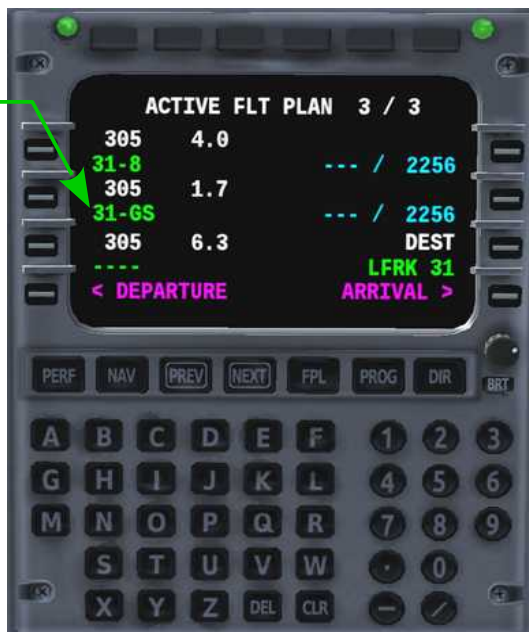 ACTIVE FLT PLAN 3 / 3
305 4.0
31-8 --- / 2256
305 1.7
31-GS --- / 2256
305 6.3 DEST
---- LFRK 31
< DEPARTURE ARRIVAL >
PERF NAV PREV NEXT FPL PROG DIR BRT
A B C D E F 1 2 3
G H I J K L 4 5 6
M N O P Q R 7 8 9
S T U V W · 0
X Y Z DEL CLR - /